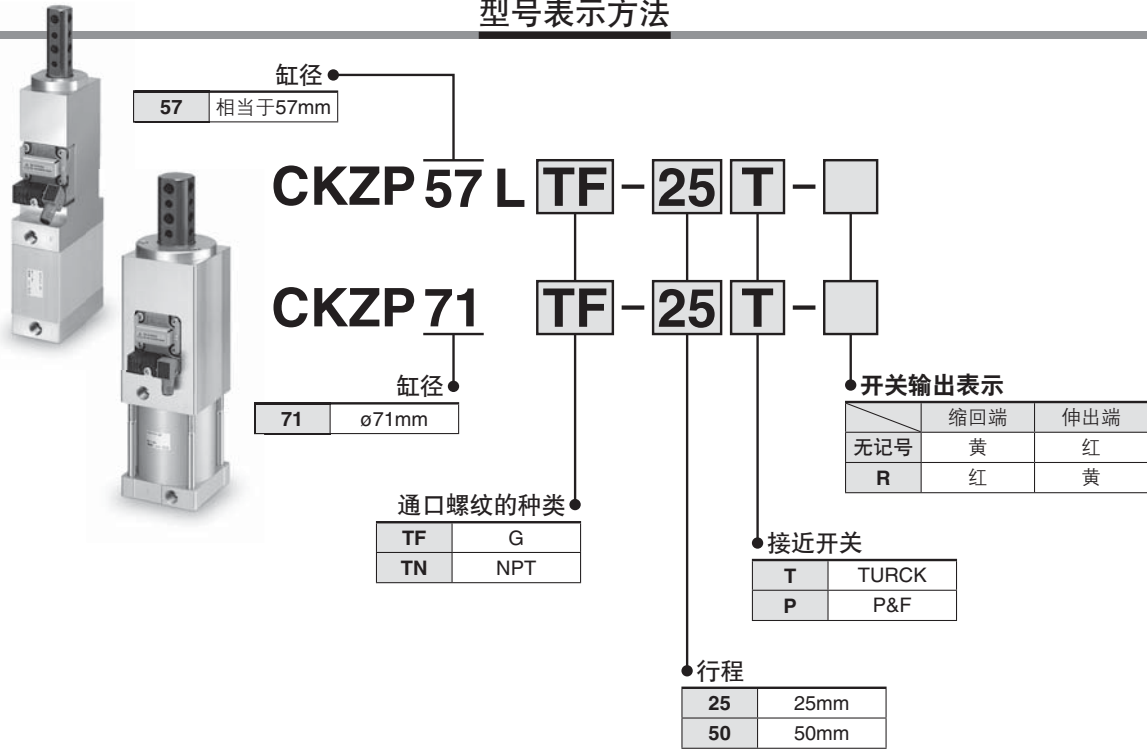 型号表示方法
缸径
57 相当于57mm
CKZP 57 L TF - 25 T -
CKZP 71 TF - 25 T -
缸径
71 ø71mm
开关输出表示
缩回端 伸出端
无记号 黄 红
R 红 黄
通口螺纹的种类
TF G
TN NPT
接近开关
T TURCK
P P&F
行程
25 25mm
50 50mm